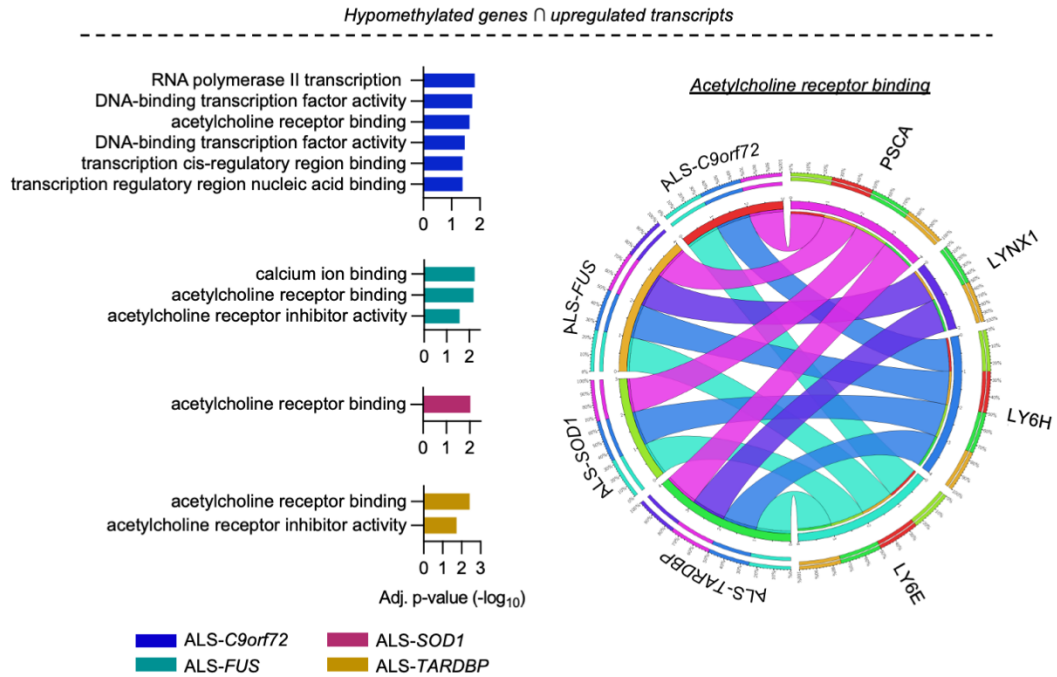 Hypomethylated genes ∩ upregulated transcripts
RNA polymerase II transcription
DNA-binding transcription factor activity
acetylcholine receptor binding
DNA-binding transcription factor activity
transcription cis-regulatory region binding
transcription regulatory region nucleic acid binding
0 1 2
calcium ion binding
acetylcholine receptor binding
acetylcholine receptor inhibitor activity
0 1 2
acetylcholine receptor binding
0 1 2
acetylcholine receptor binding
acetylcholine receptor inhibitor activity
0 1 2 3
Adj. p-value (-log10)
ALS-C9orf72
ALS-SOD1
ALS-FUS
ALS-TARDBP
Acetylcholine receptor binding
ALS-C9orf72
PSCA
LYNX1
LY6H
LY6E
ALS-TARDBP
ALS-SOD1
ALS-FUS